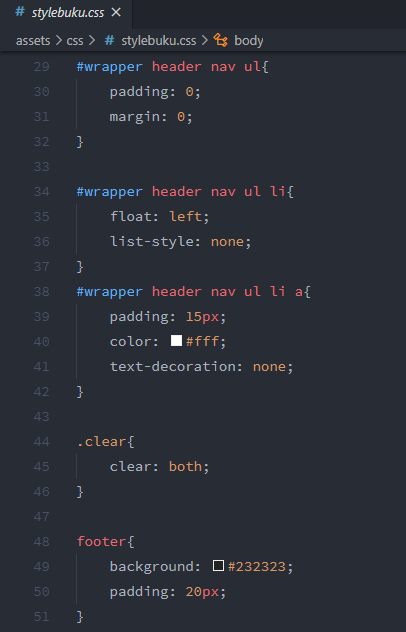 # stylebuku.css ×
assets > css > # stylebuku.css > body
29 #wrapper header nav ul{
30 padding: 0;
31 margin: 0;
32 }
33
34 #wrapper header nav ul li{
35 float: left;
36 list-style: none;
37 }
38 #wrapper header nav ul li a{
39 padding: 15px;
40 color: #fff;
41 text-decoration: none;
42 }
43
44 .clear{
45 clear: both;
46 }
47
48 footer{
49 background: #232323;
50 padding: 20px;
51 }